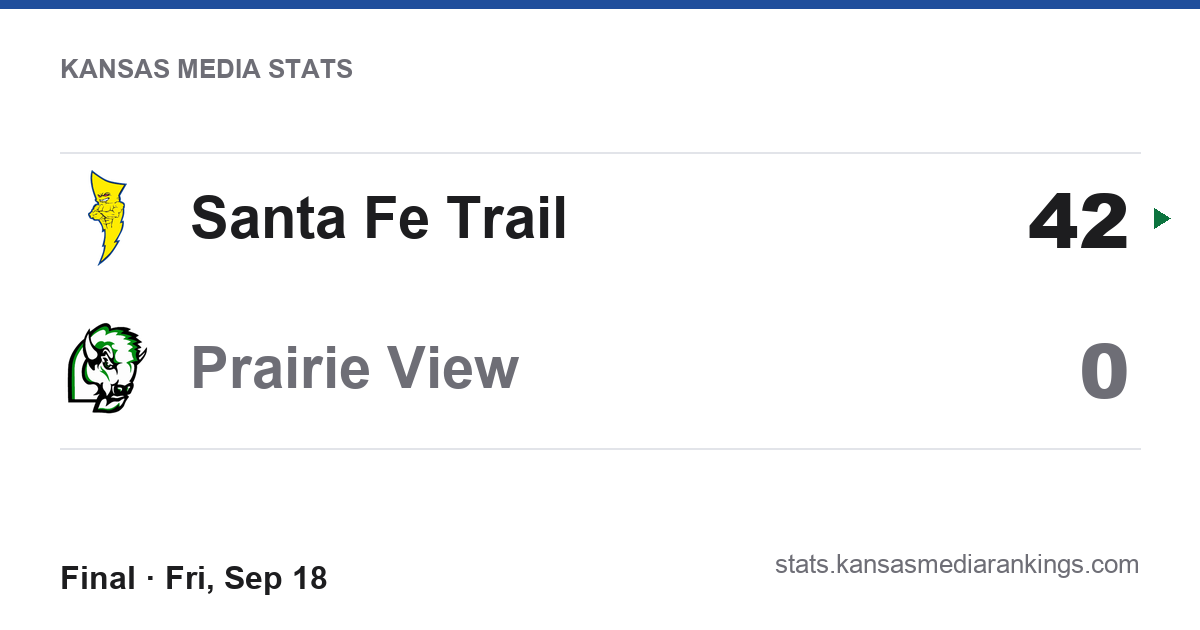 KANSAS MEDIA STATS
Santa Fe Trail 42
Prairie View 0
Final · Fri, Sep 18
stats.kansasmediarankings.com